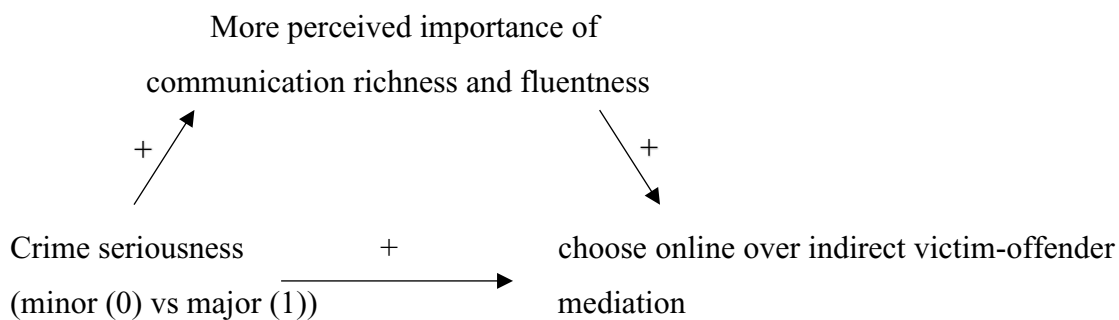 More perceived importance of
communication richness and fluentness
+
+
Crime seriousness
+
choose online over indirect victim-offender
(minor (0) vs major (1))
mediation